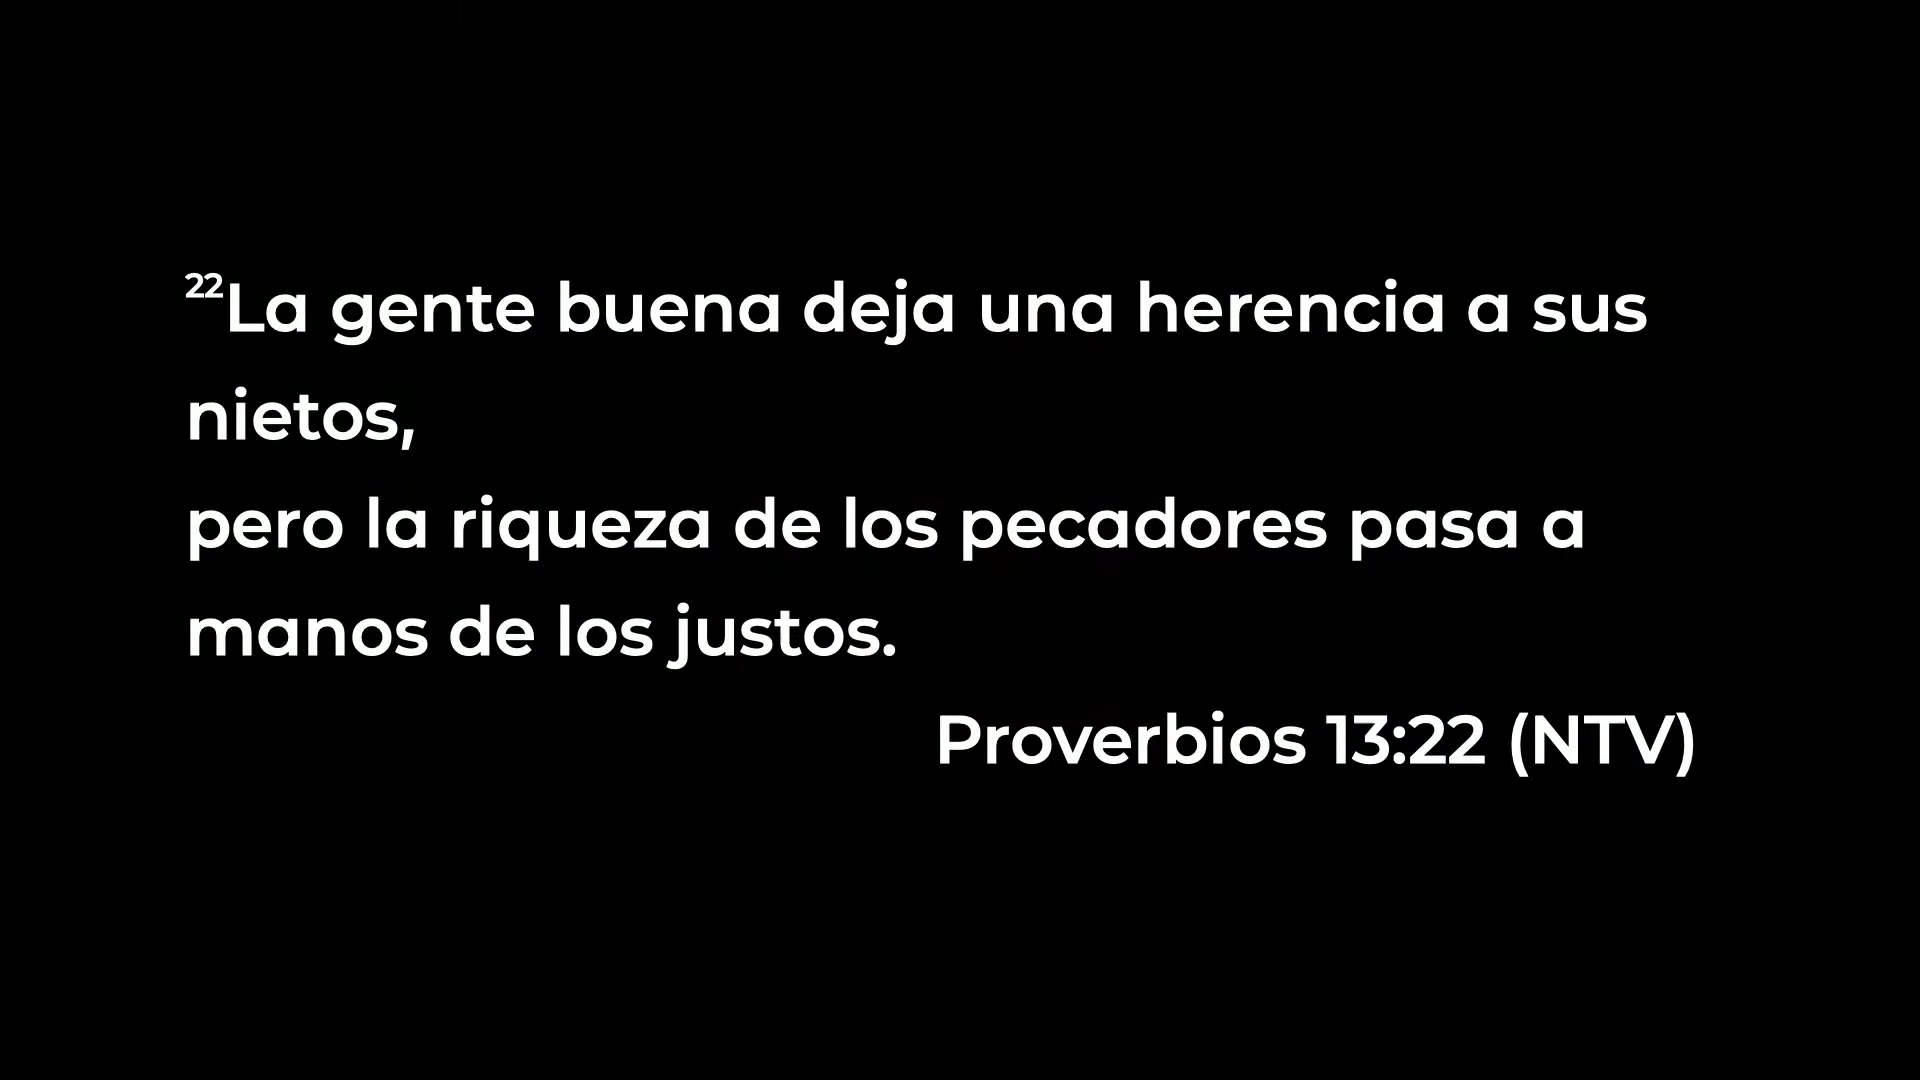 ²²La gente buena deja una herencia a sus
nietos,
pero la riqueza de los pecadores pasa a
manos de los justos.
Proverbios 13:22 (NTV)